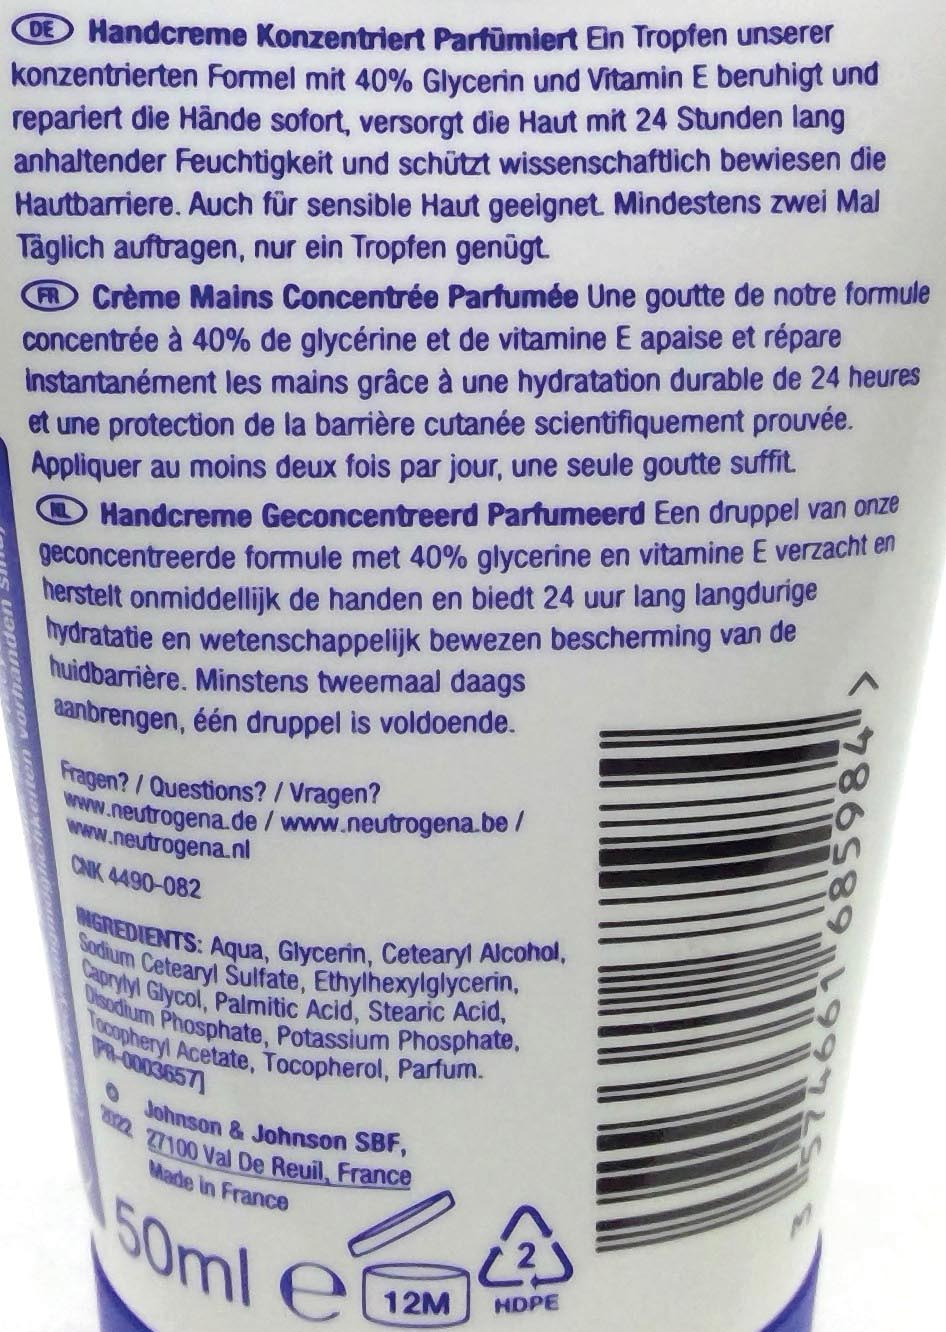 DE Handcreme Konzentriert Parfümiert Ein Tropfen unserer
konzentrierten Formel mit 40% Glycerin und Vitamin E beruhigt und
repariert die Hände sofort, versorgt die Haut mit 24 Stunden lang
anhaltender Feuchtigkeit und schützt wissenschaftlich bewiesen die
Hautbarriere. Auch für sensible Haut geeignet. Mindestens zwei Mal
Täglich auftragen, nur ein Tropfen genügt.
FR Crème Mains Concentrée Parfumée Une goutte de notre formule
concentrée à 40% de glycérine et de vitamine E apaise et répare
instantanément les mains grâce à une hydratation durable de 24 heures
et une protection de la barrière cutanée scientifiquement prouvée.
Appliquer au moins deux fois par jour, une seule goutte suffit.
NL Handcreme Geconcentreerd Parfumeerd Een druppel van onze
geconcentreerde formule met 40% glycerine en vitamine E verzacht en
herstelt onmiddellijk de handen en biedt 24 uur lang langdurige
hydratatie en wetenschappelijk bewezen bescherming van de
huidbarrière. Minstens tweemaal daags
aanbrengen, één druppel is voldoende.
Fragen? / Questions? / Vragen?
www.neutrogena.de / www.neutrogena.be /
www.neutrogena.nl
CNK 4490-082
INGREDIENTS: Aqua, Glycerin, Cetearyl Alcohol,
Sodium Cetearyl Sulfate, Ethylhexylglycerin,
Caprylyl Glycol, Palmitic Acid, Stearic Acid,
Disodium Phosphate, Potassium Phosphate,
Tocopheryl Acetate, Tocopherol, Parfum.
[PR-0003657]
© Johnson & Johnson SBF,
2022 27100 Val De Reuil, France
Made in France
50ml e
12M
2
HDPE
3 574661 685984 >
vorhanden